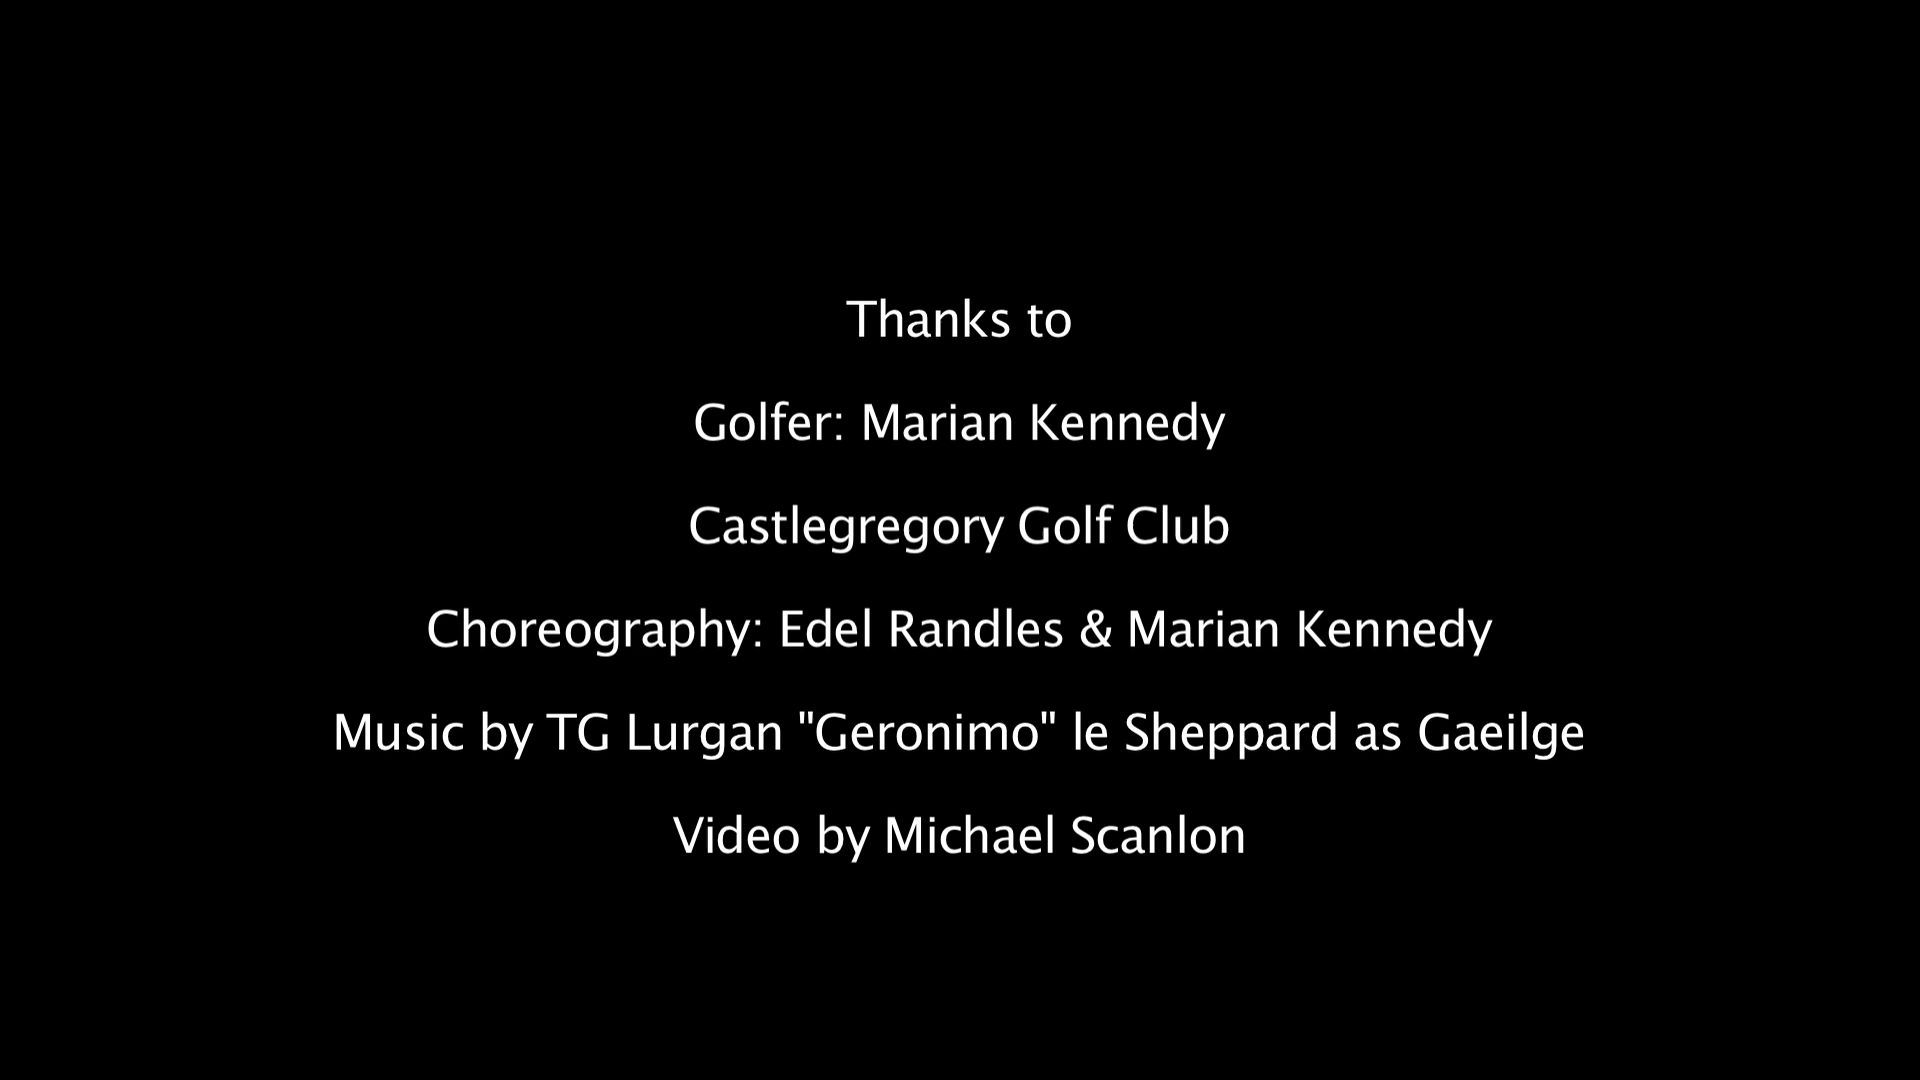 Thanks to
Golfer: Marian Kennedy
Castlegregory Golf Club
Choreography: Edel Randles & Marian Kennedy
Music by TG Lurgan "Geronimo" le Sheppard as Gaeilge
Video by Michael Scanlon